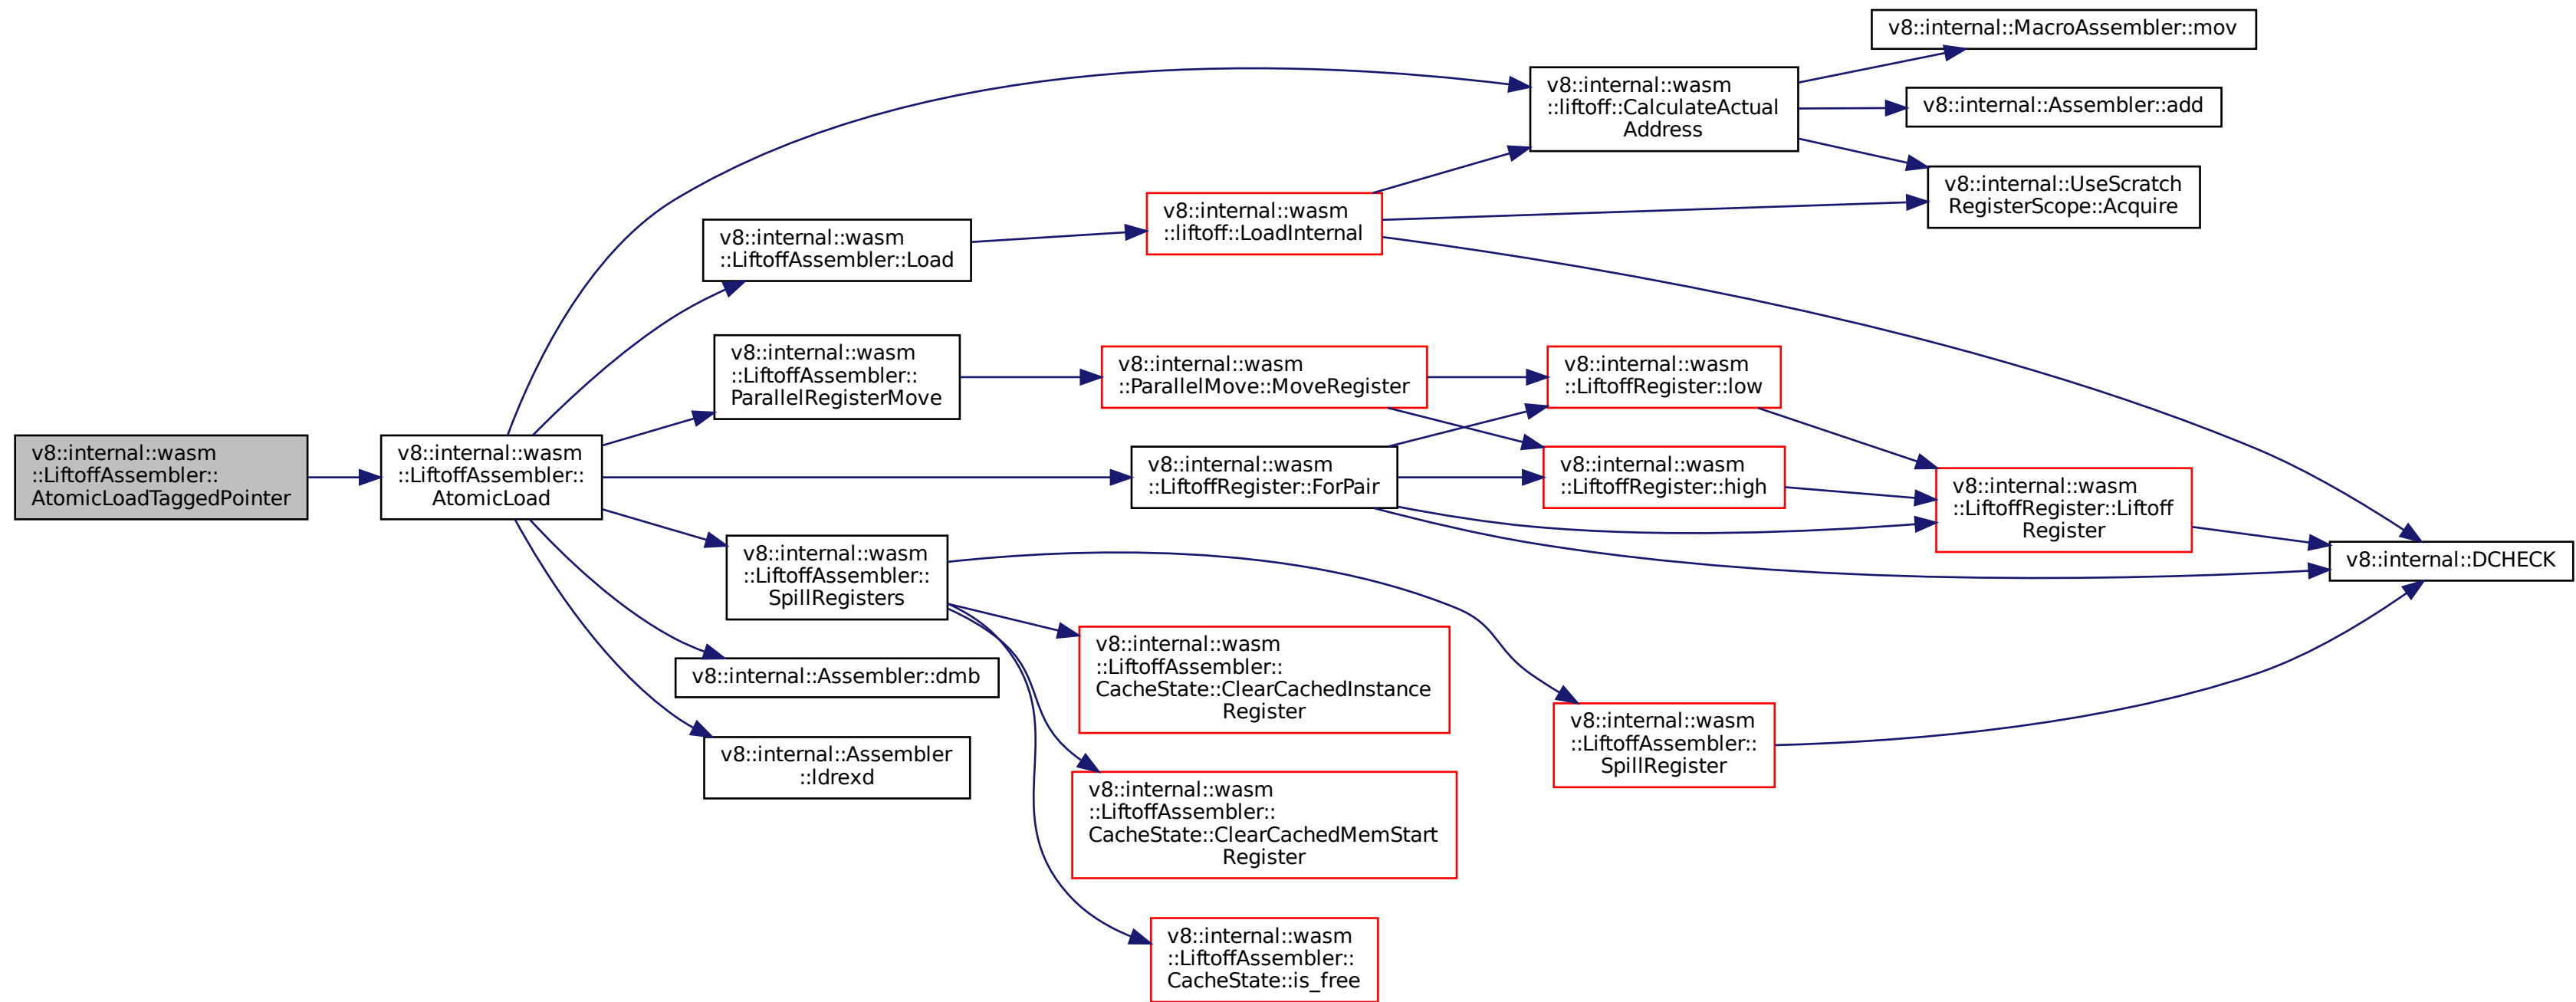 v8::internal::wasm
::LiftoffAssembler::
AtomicLoadTaggedPointer
v8::internal::wasm
::LiftoffAssembler::
AtomicLoad
v8::internal::wasm
::liftoff::CalculateActual
Address
v8::internal::MacroAssembler::mov
v8::internal::Assembler::add
v8::internal::UseScratch
RegisterScope::Acquire
v8::internal::wasm
::LiftoffAssembler::Load
v8::internal::wasm
::liftoff::LoadInternal
v8::internal::DCHECK
v8::internal::wasm
::LiftoffAssembler::
ParallelRegisterMove
v8::internal::wasm
::ParallelMove::MoveRegister
v8::internal::wasm
::LiftoffRegister::low
v8::internal::wasm
::LiftoffRegister::high
v8::internal::wasm
::LiftoffRegister::Liftoff
Register
v8::internal::wasm
::LiftoffRegister::ForPair
v8::internal::wasm
::LiftoffAssembler::
SpillRegisters
v8::internal::wasm
::LiftoffAssembler::
CacheState::ClearCachedInstance
Register
v8::internal::wasm
::LiftoffAssembler::
CacheState::ClearCachedMemStart
Register
v8::internal::wasm
::LiftoffAssembler::
CacheState::is_free
v8::internal::wasm
::LiftoffAssembler::
SpillRegister
v8::internal::Assembler::dmb
v8::internal::Assembler
::ldrexd